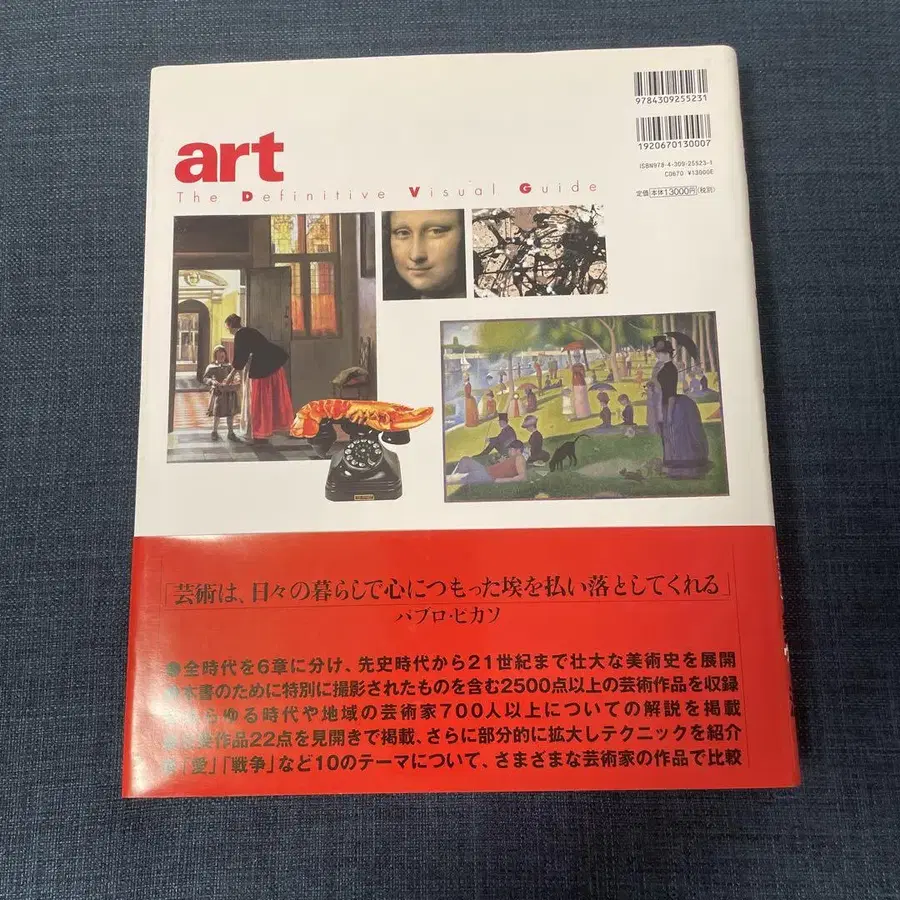 9784309255231
1920670130007
ISBN978-4-309-25523-1
C0670 ¥13000E
定価 本体13000円(税別)
art
The Definitive Visual Guide
「芸術は、日々の暮らしで心につもった埃を払い落としてくれる」
パブロ・ピカソ
●全時代を6章に分け、先史時代から21世紀まで壮大な美術史を展開
本書のために特別に撮影されたものを含む2500点以上の芸術作品を収録
らゆる時代や地域の芸術家700人以上についての解説を掲載
作品22点を見開きで掲載、さらに部分的に拡大しテクニックを紹介
「愛」「戦争」など10のテーマについて、さまざまな芸術家の作品で比較